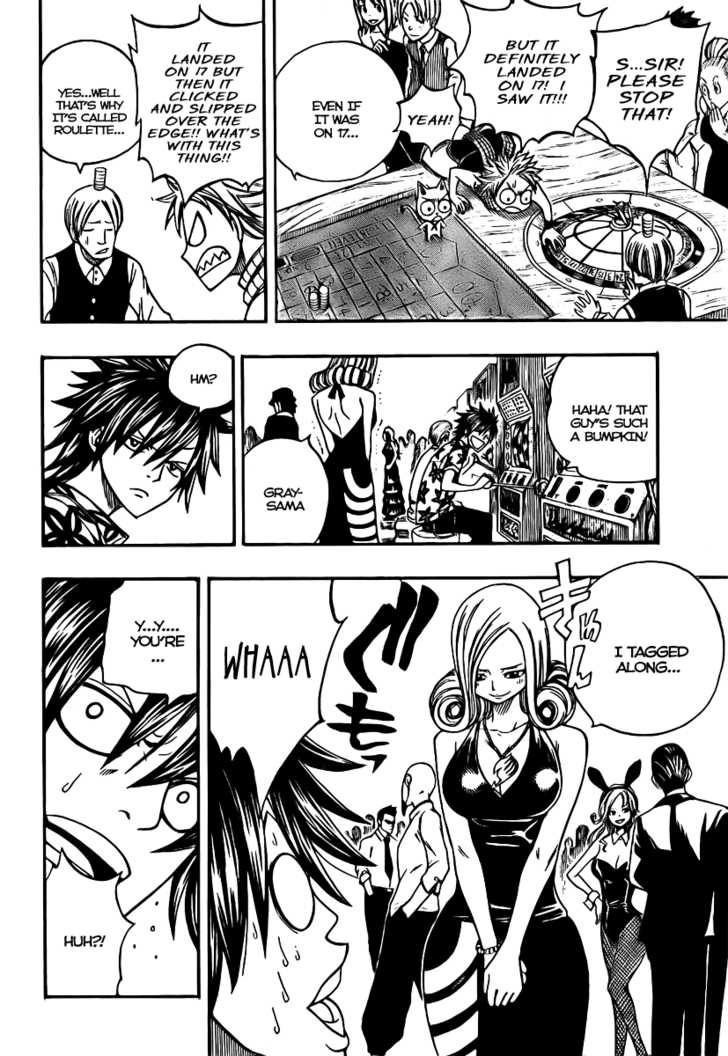 S...SIR!
PLEASE
STOP
THAT!
BUT IT
DEFINITELY
LANDED
ON 17! I
SAW IT!!!
YEAH!
EVEN IF
IT WAS
ON 17...
IT
LANDED
ON 17 BUT
THEN IT
CLICKED
AND SLIPPED
OVER THE
EDGE!! WHAT'S
WITH THIS
THING!!
YES...WELL
THAT'S WHY
IT'S CALLED
ROULETTE...
HAHA! THAT
GUY'S SUCH
A BUMPKIN!
GRAY-
SAMA
HM?
I TAGGED
ALONG...
きゅん
WHAAA
Y...Y....
YOU'RE
...
HUH?!